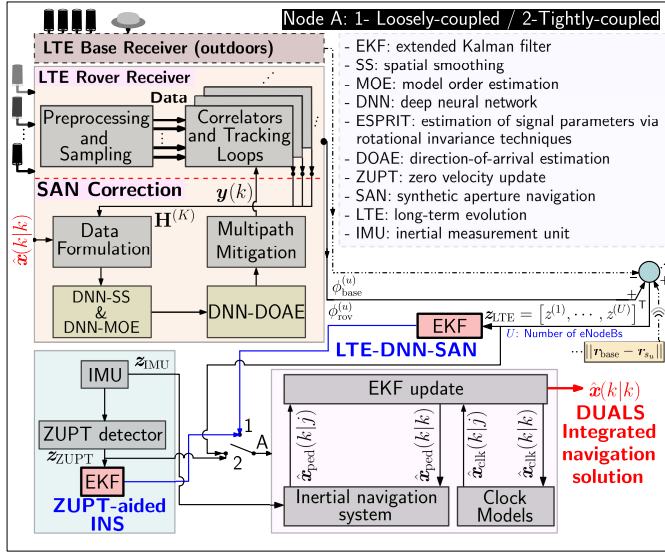 Node A: 1- Loosely-coupled / 2-Tightly-coupled
LTE Base Receiver (outdoors)
LTE Rover Receiver
Data
Preprocessing
and
Sampling
Correlators
and Tracking
Loops
- EKF: extended Kalman filter
- SS: spatial smoothing
- MOE: model order estimation
- DNN: deep neural network
- ESPRIT: estimation of signal parameters via
rotational invariance techniques
- DOAE: direction-of-arrival estimation
- ZUPT: zero velocity update
- SAN: synthetic aperture navigation
- LTE: long-term evolution
- IMU: inertial measurement unit
SAN Correction
y(k)
H^(K)
x̂(k|k)
Data
Formulation
Multipath
Mitigation
DNN-SS
&
DNN-MOE
DNN-DOAE
ϕ_base^(u)
ϕ_rov^(u)
− +
+
z_LTE = [z^(1), ⋯, z^(U)]^T
U: Number of eNodeBs
⋯ ||r_base − r_{s_u}||
EKF
LTE-DNN-SAN
IMU
z_IMU
ZUPT detector
z_ZUPT
EKF
ZUPT-aided
INS
1
2
A
EKF update
x̂_ped(k|j)
x̂_ped(k|k)
x̂_clk(k|j)
x̂_clk(k|k)
Inertial navigation
system
Clock
Models
x̂(k|k)
DUALS
Integrated
navigation
solution